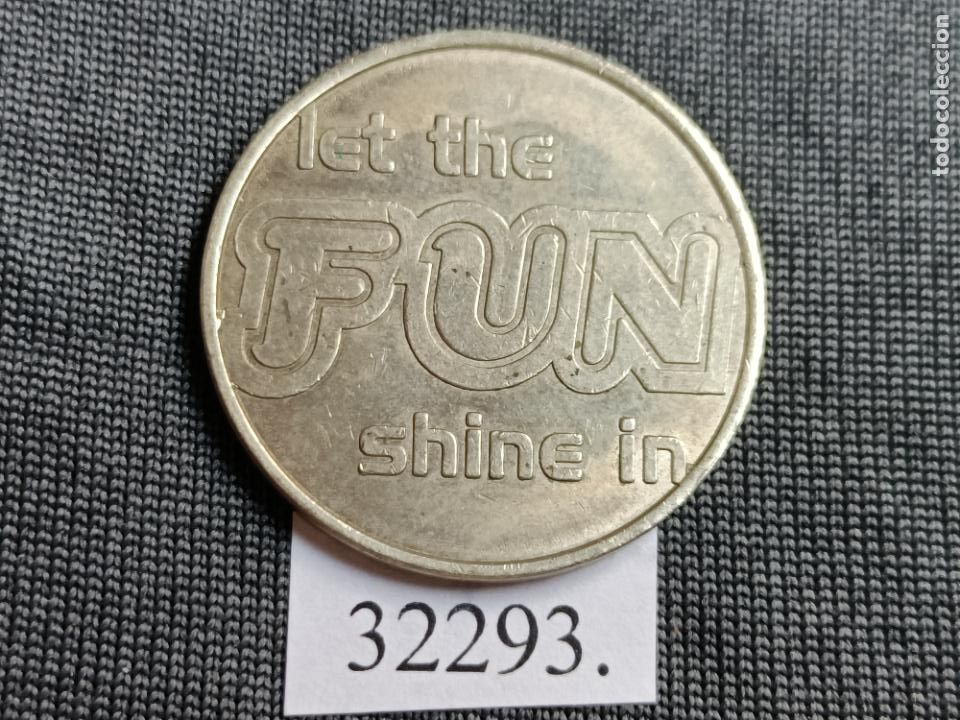 let the
FUN
shine in
32293.
todocoleccion